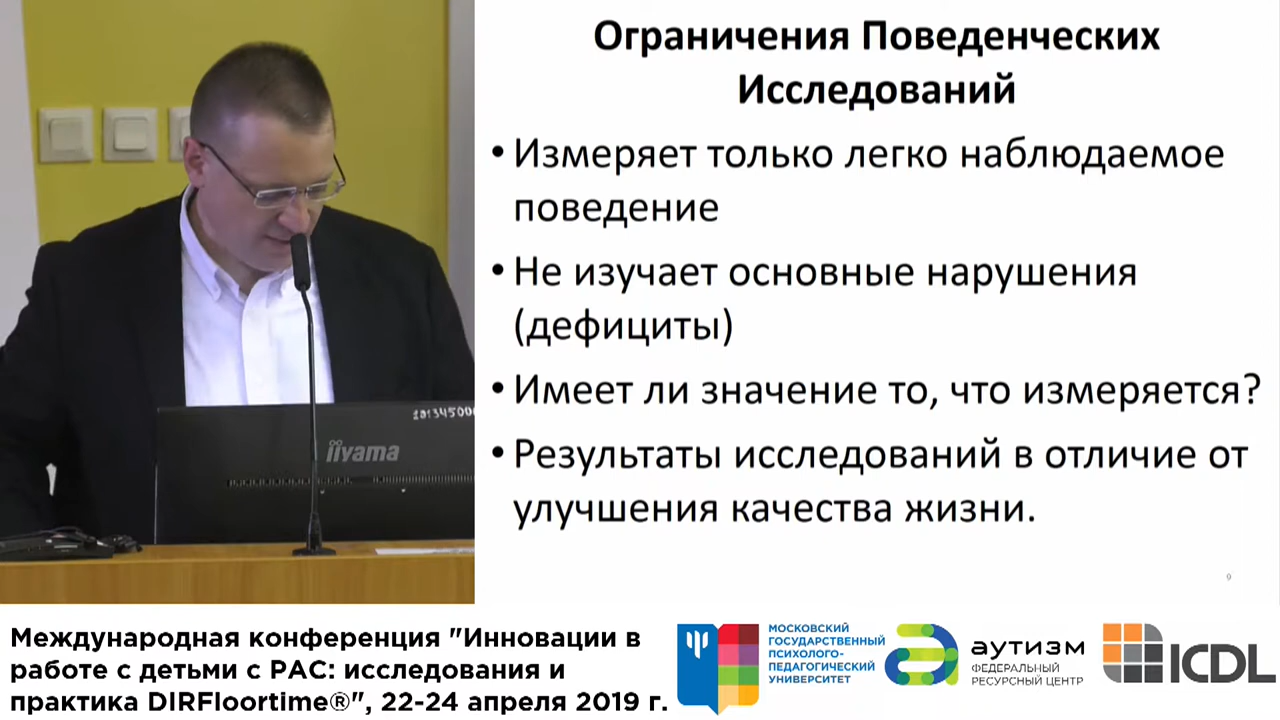 Ограничения Поведенческих
Исследований
• Измеряет только легко наблюдаемое
поведение
• Не изучает основные нарушения
(дефициты)
• Имеет ли значение то, что измеряется?
• Результаты исследований в отличие от
улучшения качества жизни.
9
iiyama
Международная конференция "Инновации в
работе с детьми с РАС: исследования и
практика DIRFloortime®", 22-24 апреля 2019 г.
МОСКОВСКИЙ
ГОСУДАРСТВЕННЫЙ
ПСИХОЛОГО-
ПЕДАГОГИЧЕСКИЙ
УНИВЕРСИТЕТ
аутизм
ФЕДЕРАЛЬНЫЙ
РЕСУРСНЫЙ ЦЕНТР
ICDL